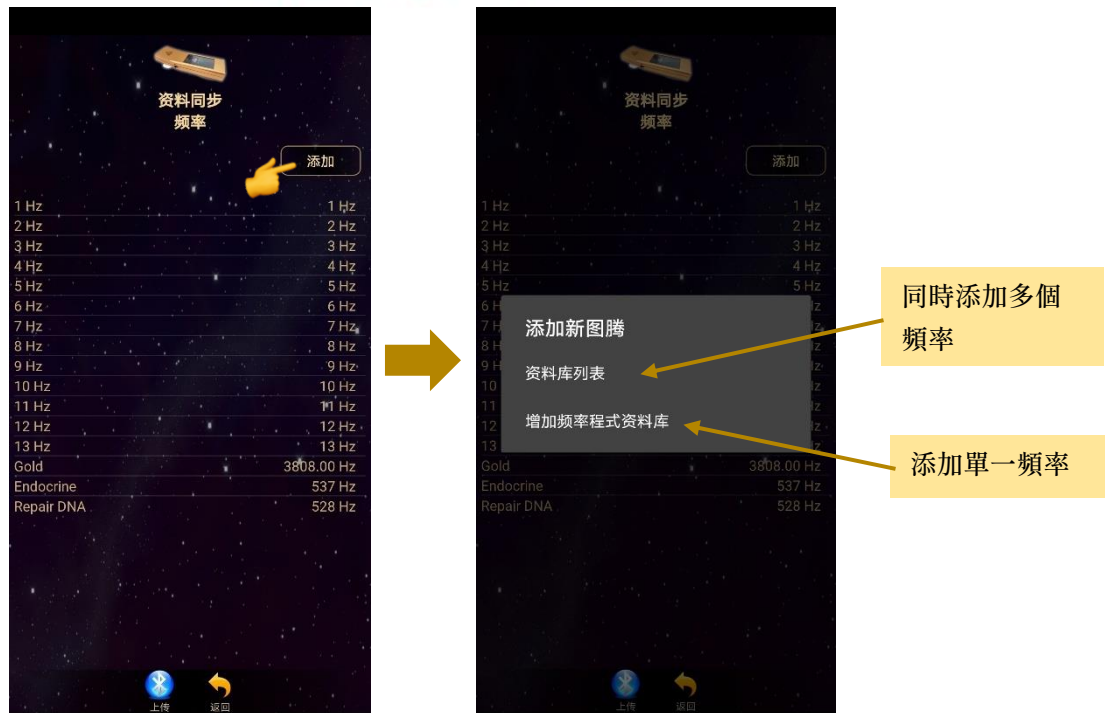 资料同步
频率
添加
1 Hz 1 Hz
2 Hz 2 Hz
3 Hz 3 Hz
4 Hz 4 Hz
5 Hz 5 Hz
6 Hz 6 Hz
7 Hz 7 Hz
8 Hz 8 Hz
9 Hz 9 Hz
10 Hz 10 Hz
11 Hz 11 Hz
12 Hz 12 Hz
13 Hz 13 Hz
Gold 3808.00 Hz
Endocrine 537 Hz
Repair DNA 528 Hz
上传 返回
资料同步
频率
添加
1 Hz 1 Hz
2 Hz 2 Hz
3 Hz 3 Hz
4 Hz 4 Hz
5 Hz 5 Hz
添加新图腾
资料库列表
增加频率程式资料库
Gold 3808.00 Hz
Endocrine 537 Hz
Repair DNA 528 Hz
上传 返回
同時添加多個
頻率
添加單一頻率